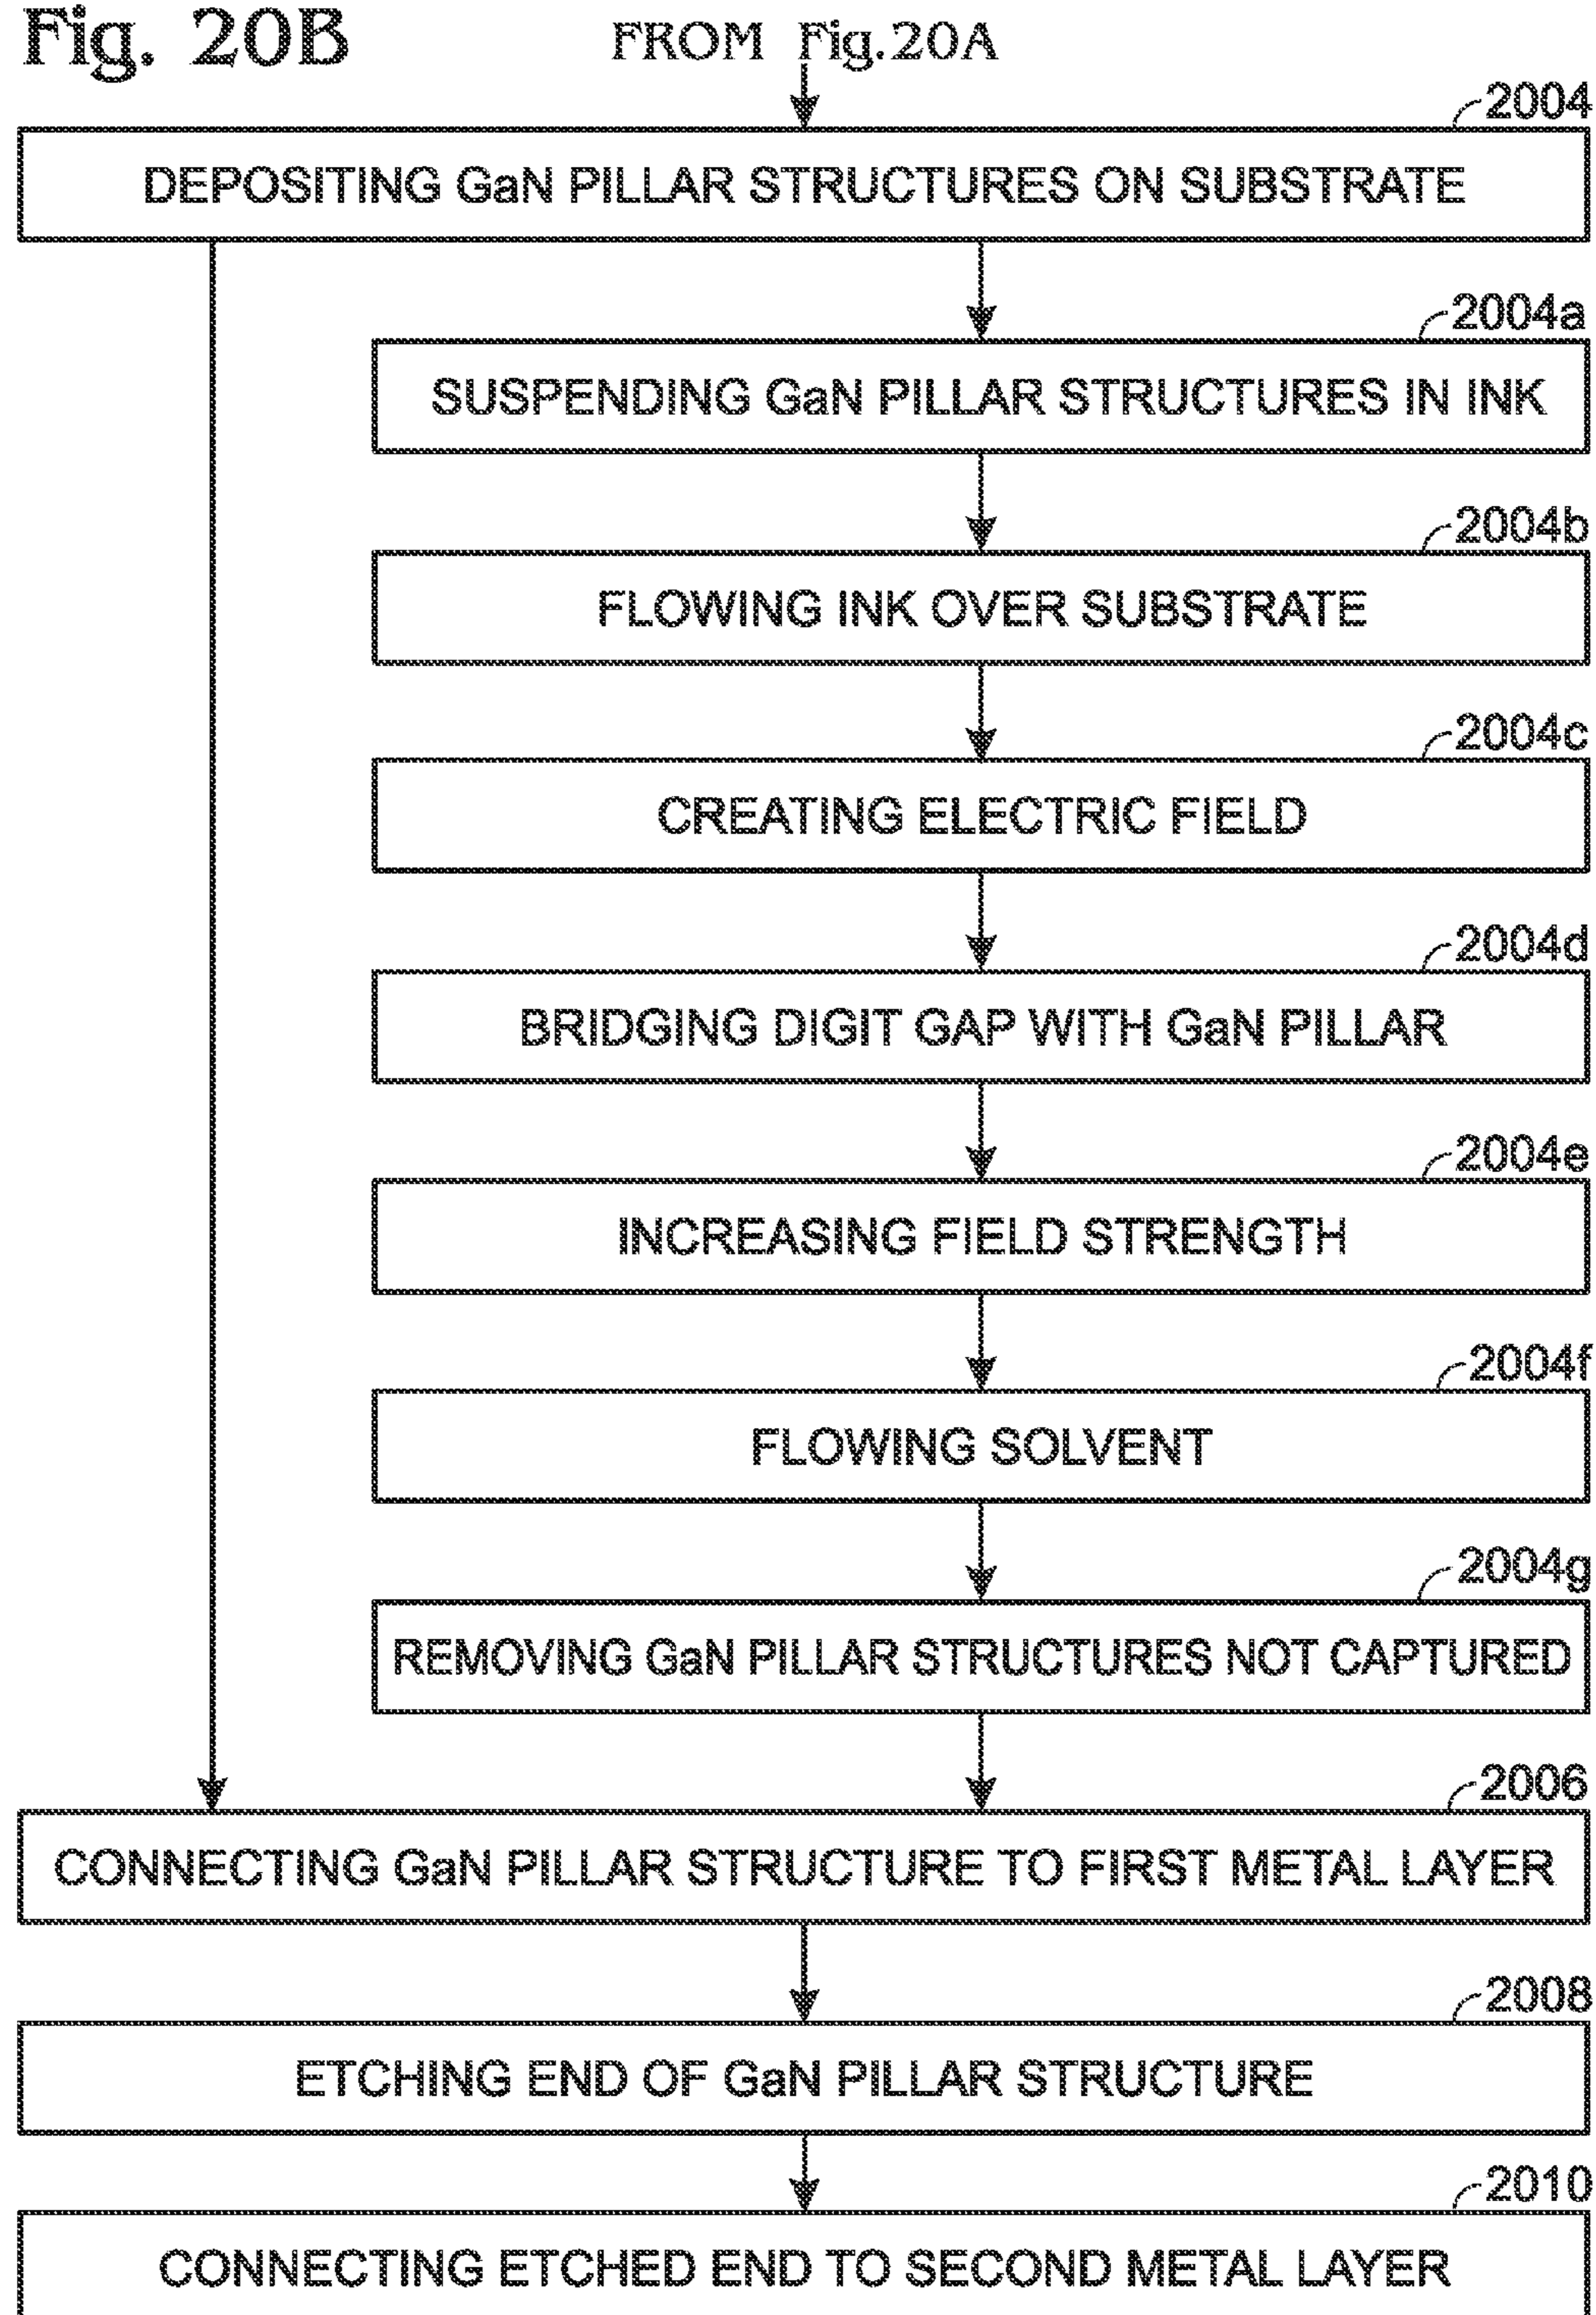 Fig. 20B
FROM Fig.20A
2004
DEPOSITING GaN PILLAR STRUCTURES ON SUBSTRATE
2004a
SUSPENDING GaN PILLAR STRUCTURES IN INK
2004b
FLOWING INK OVER SUBSTRATE
2004c
CREATING ELECTRIC FIELD
2004d
BRIDGING DIGIT GAP WITH GaN PILLAR
2004e
INCREASING FIELD STRENGTH
2004f
FLOWING SOLVENT
2004g
REMOVING GaN PILLAR STRUCTURES NOT CAPTURED
2006
CONNECTING GaN PILLAR STRUCTURE TO FIRST METAL LAYER
2008
ETCHING END OF GaN PILLAR STRUCTURE
2010
CONNECTING ETCHED END TO SECOND METAL LAYER